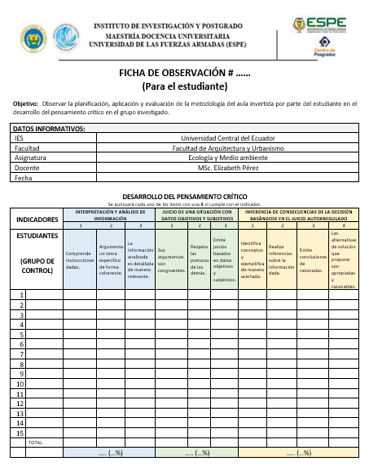 INSTITUTO DE INVESTIGACIÓN Y POSTGRADO
MAESTRÍA DOCENCIA UNIVERSITARIA
UNIVERSIDAD DE LAS FUERZAS ARMADAS (ESPE)
ESPE
Centro de Posgrados
FICHA DE OBSERVACIÓN # ......
(Para el estudiante)
Objetivo: Observar la planificación, aplicación y evaluación de la metodología del aula invertida por parte del estudiante en el
desarrollo del pensamiento crítico en el grupo investigado.
DATOS INFORMATIVOS:
IES Universidad Central del Ecuador
Facultad Facultad de Arquitectura y Urbanismo
Asignatura Ecología y Medio ambiente
Docente MSc. Elizabeth Pérez
Fecha
DESARROLLO DEL PENSAMIENTO CRÍTICO
Se puntuará cada uno de los ítems con una X si cumple con el indicador.
INDICADORES
INTERPRETACIÓN Y ANÁLISIS DE
INFORMACIÓN
JUICIO DE UNA SITUACIÓN CON
DATOS OBJETIVOS Y SUBJETIVOS
INFERENCIA DE CONSECUENCIAS DE LA DECISIÓN
BASÁNDOSE EN EL JUICIO AUTORREGULADO
1 2 3 1 2 3 1 2 3 4
ESTUDIANTES
(GRUPO DE
CONTROL)
Comprende
instrucciones
dadas.
Argumenta
un tema
específico
de forma
coherente.
La
información
analizada
es detallada
de manera
relevante.
Sus
argumentos
son
congruentes.
Respeta
las
posturas
de los
demás.
Emite
juicios
basados
en datos
objetivos
y
subjetivos.
Identifica
conceptos
y
ejemplifica
de manera
acertada.
Realiza
inferencias
sobre la
información
dada.
Emite
conclusiones
de
razonadas.
Las
alternativas
de solución
que
propone
son
apropiadas
y
razonables.
1
2
3
4
5
6
7
8
9
10
11
12
13
14
15
TOTAL
..... (...%) ..... (...%) ..... (...%)